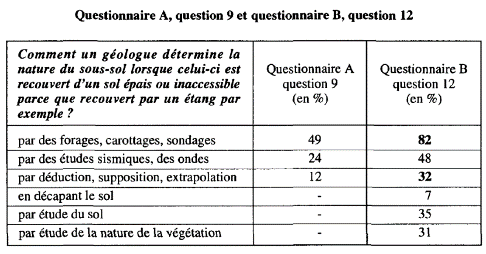 Questionnaire A, question 9 et questionnaire B, question 12
Comment un géologue détermine la
nature du sous-sol lorsque celui-ci est
recouvert d'un sol épais ou inaccessible
parce que recouvert par un étang par
exemple ?
Questionnaire A
question 9
(en %)
Questionnaire B
question 12
(en %)
par des forages, carottages, sondages 49 82
par des études sismiques, des ondes 24 48
par déduction, supposition, extrapolation 12 32
en décapant le sol - 7
par étude du sol - 35
par étude de la nature de la végétation - 31